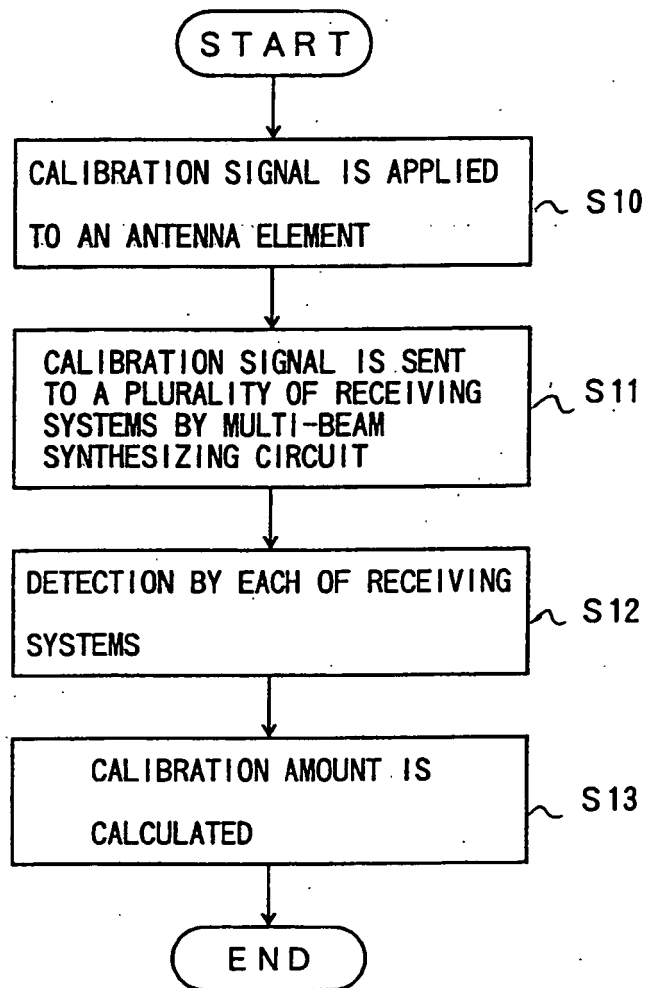 START
CALIBRATION SIGNAL IS APPLIED
TO AN ANTENNA ELEMENT
S10
CALIBRATION SIGNAL IS SENT
TO A PLURALITY OF RECEIVING
SYSTEMS BY MULTI-BEAM
SYNTHESIZING CIRCUIT
S11
DETECTION BY EACH OF RECEIVING
SYSTEMS
S12
CALIBRATION AMOUNT IS
CALCULATED
S13
END